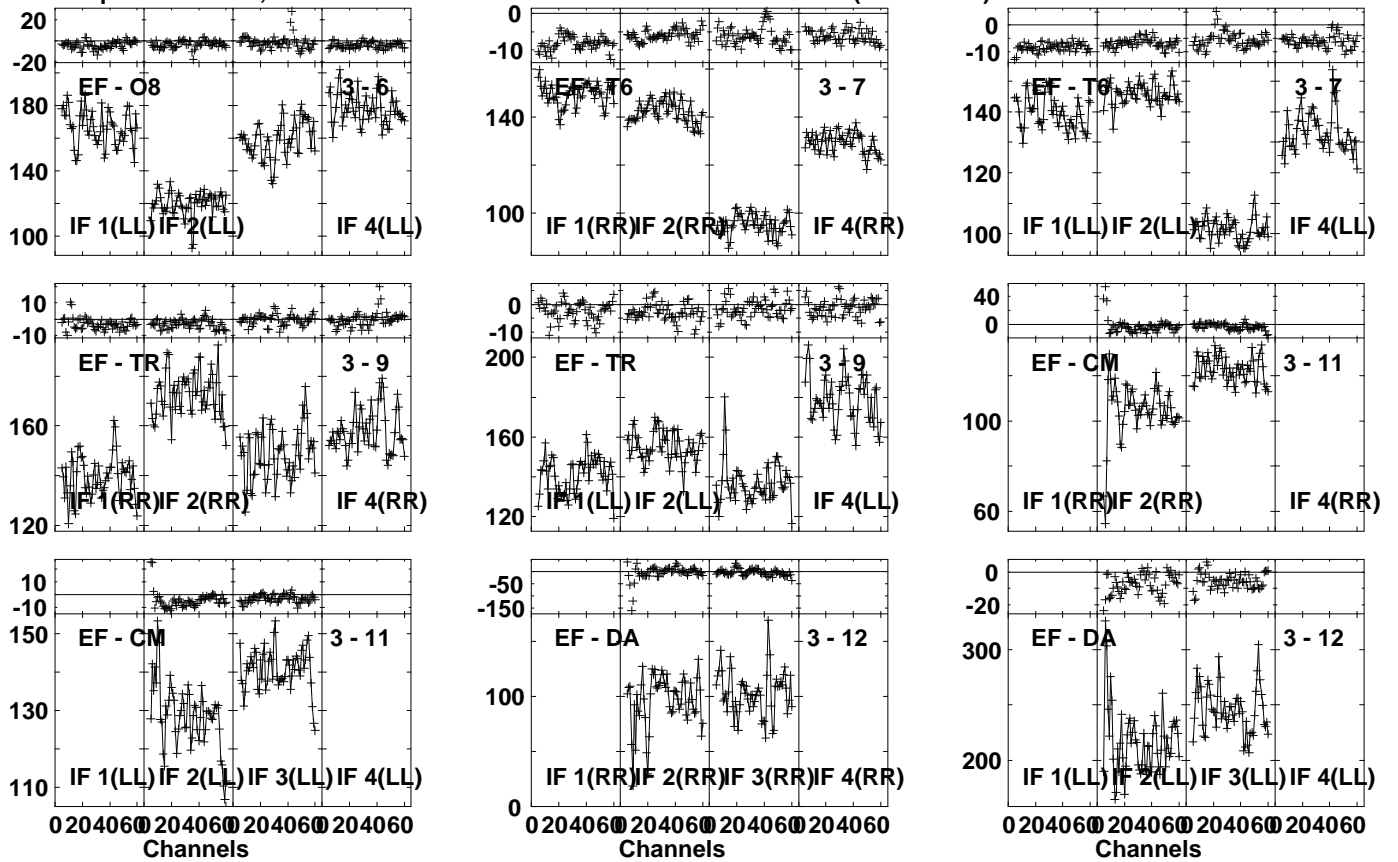 20 0 -20 EF - O8 3 - 6 180 140 100 IF 1(LL) IF 2(LL) IF 4(LL)
0 -10 EF - T6 3 - 7 140 100 IF 1(RR) IF 2(RR) IF 4(RR)
0 -10 EF - T6 3 - 7 140 120 100 IF 1(LL) IF 2(LL) IF 4(LL)
10 -10 EF - TR 3 - 9 160 120 IF 1(RR) IF 2(RR) IF 4(RR)
0 -10 EF - TR 3 - 9 200 160 120 IF 1(LL) IF 2(LL) IF 4(LL)
40 0 EF - CM 3 - 11 100 60 IF 1(RR) IF 2(RR) IF 4(RR)
10 -10 EF - CM 3 - 11 150 130 110 IF 1(LL) IF 2(LL) IF 3(LL) IF 4(LL)
-50 -150 EF - DA 3 - 12 100 0 IF 1(RR) IF 2(RR) IF 3(RR) IF 4(RR)
0 -20 EF - DA 3 - 12 300 200 IF 1(LL) IF 2(LL) IF 3(LL) IF 4(LL)
0 204060 0 204060 0 204060 0 204060
0 204060 0 204060 0 204060 0 204060
0 204060 0 204060 0 204060 0 204060
Channels Channels Channels